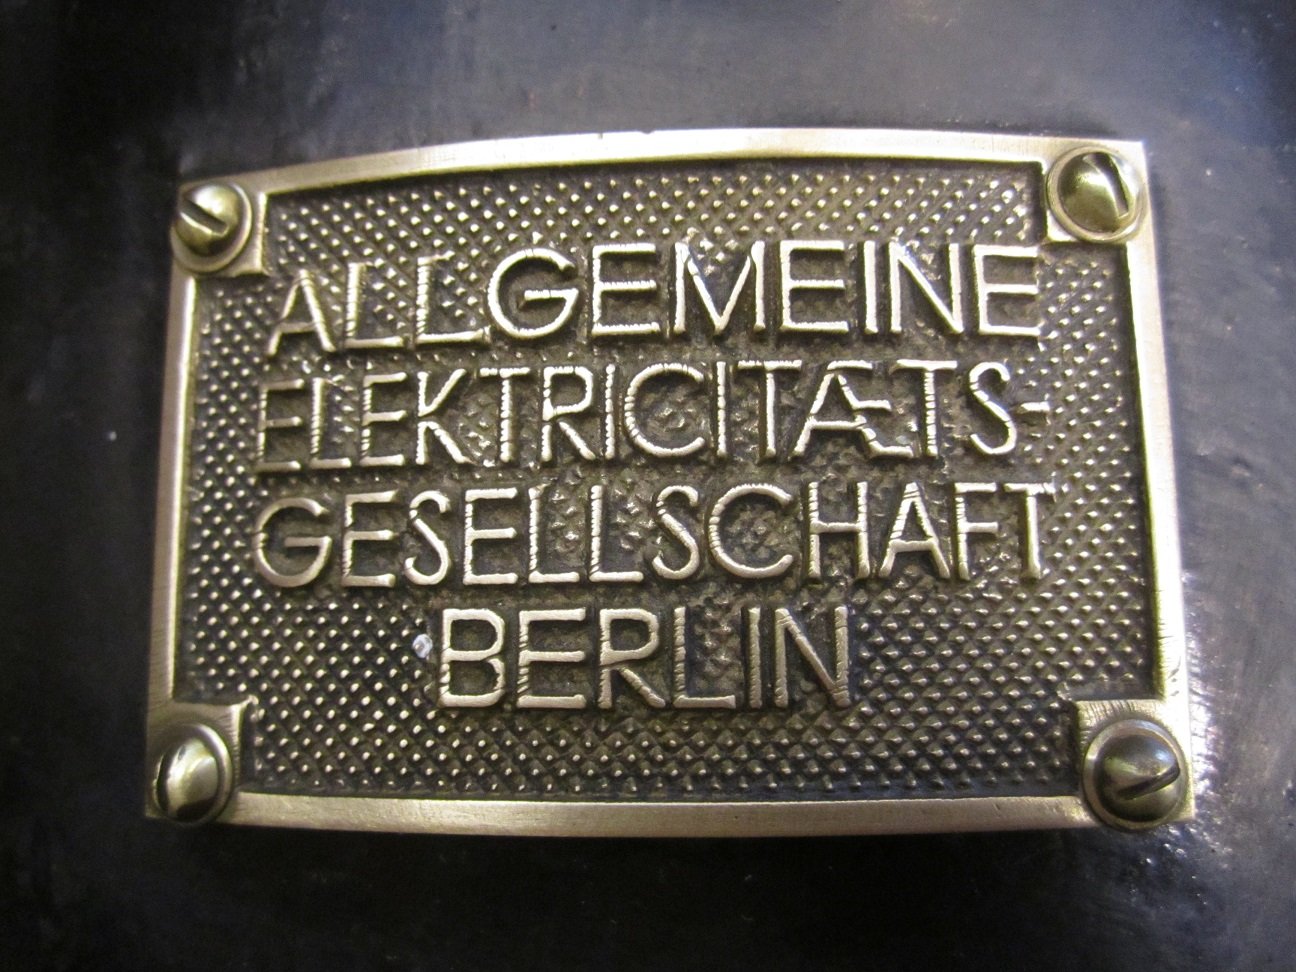 ALLGEMEINE
ELEKTRICITÆTS-
GESELLSCHAFT
BERLIN